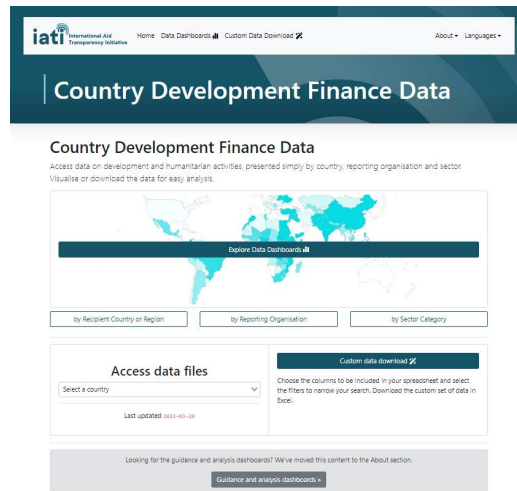 iati International Aid
Transparency Initiative
Home Data Dashboards Custom Data Download About Languages
Country Development Finance Data
Country Development Finance Data
Access data on development and humanitarian activities, presented simply by country, reporting organisation and sector.
Visualise or download the data for easy analysis.
Explore Data Dashboards
by Recipient Country or Region
by Reporting Organisation
by Sector Category
Access data files
Select a country
Last updated 2023-03-20
Custom data download
Choose the columns to be included in your spreadsheet and select
the filters to narrow your search. Download the custom set of data in
Excel.
Looking for the guidance and analysis dashboards? We've moved this content to the About section.
Guidance and analysis dashboards »